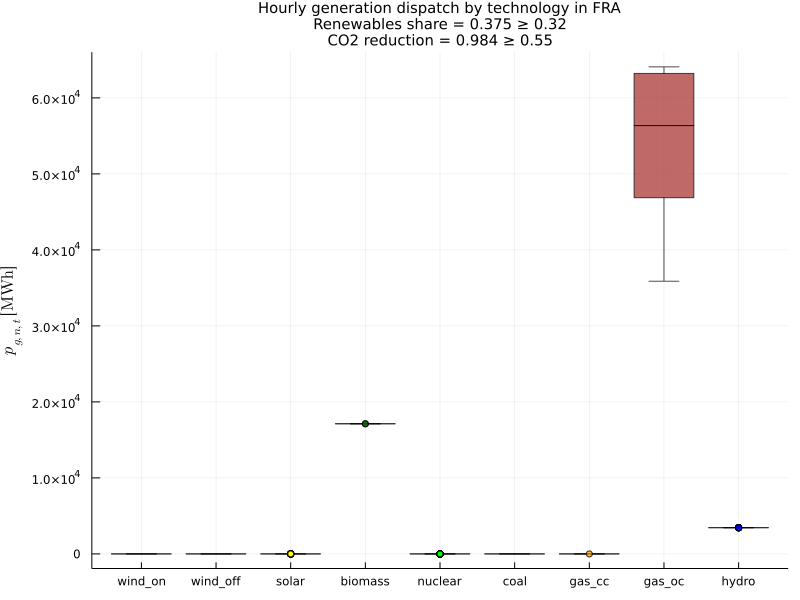 Hourly generation dispatch by technology in FRA
Renewables share = 0.375 ≥ 0.32
CO2 reduction = 0.984 ≥ 0.55
p_{g,n,t} [MWh]
6.0×10⁴
5.0×10⁴
4.0×10⁴
3.0×10⁴
2.0×10⁴
1.0×10⁴
0
wind_on wind_off solar biomass nuclear coal gas_cc gas_oc hydro